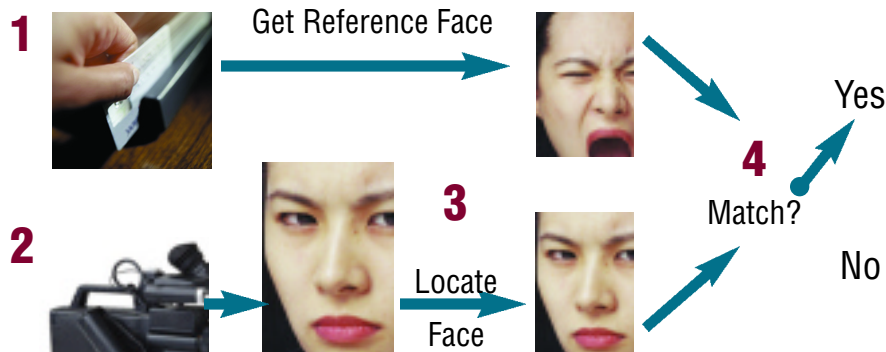 1
Get Reference Face
Yes
4
Match?
3
2
Locate
Face
No